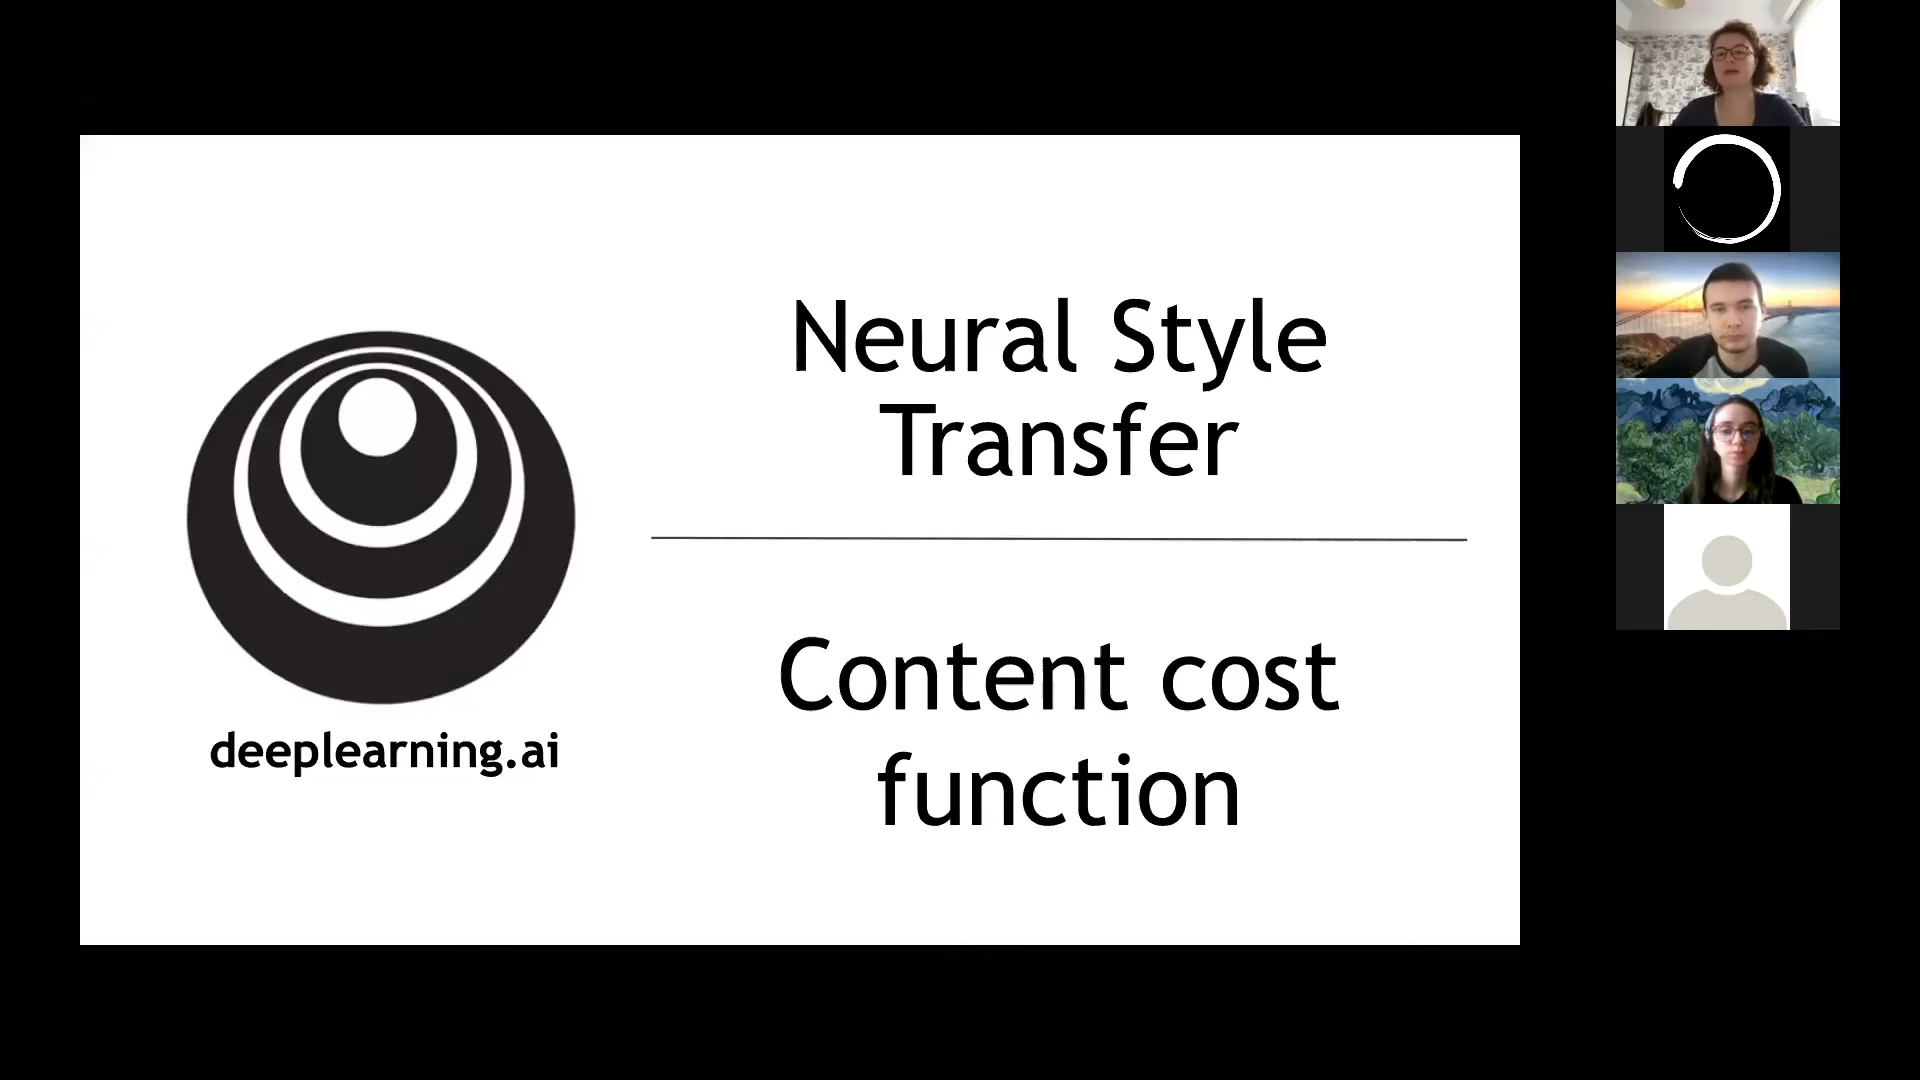 Neural Style
Transfer
Content cost
function
deeplearning.ai